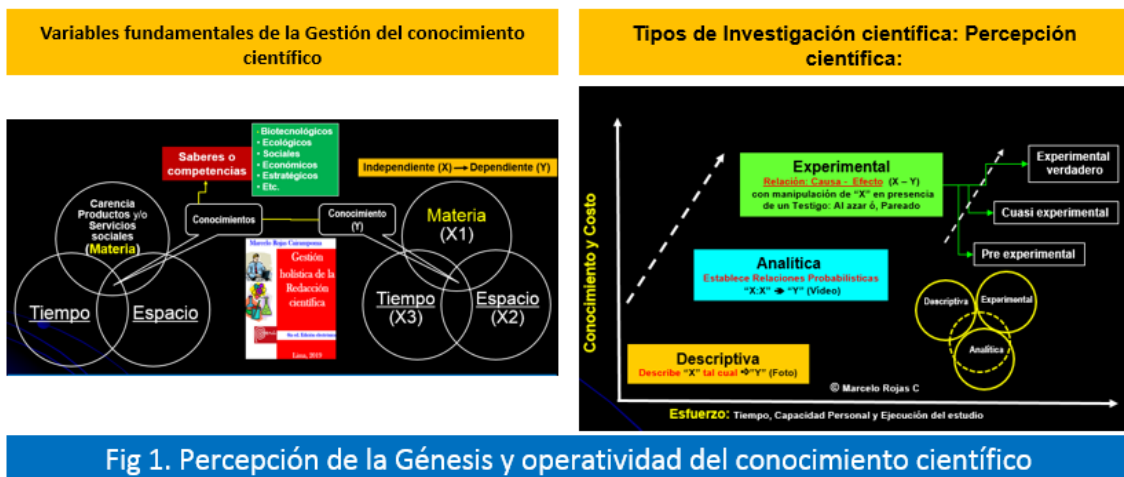 Variables fundamentales de la Gestión del conocimiento
científico
Saberes o
competencias
- Biotecnológicos
• Ecológicos
• Sociales
• Económicos
• Estratégicos
• Etc.
Independiente (X) → Dependiente (Y)
Carencia
Productos y/o
Servicios
sociales
(Materia)
Conocimientos
Conocimiento
(Y)
Materia
(X1)
Tiempo
Espacio
Gestión
holística de la
Redacción
científica
Lima, 2019
Tiempo
(X3)
Espacio
(X2)
Tipos de Investigación científica: Percepción
científica:
Conocimiento y Costo
Experimental
Relación: Causa - Efecto (X – Y)
con manipulación de "X" en presencia
de un Testigo: Al azar ó, Pareado
Experimental
verdadero
Cuasi experimental
Pre experimental
Analítica
Establece Relaciones Probabilísticas
"X:X" → "Y" (Vídeo)
Descriptiva
Experimental
Analítica
Descriptiva
Describe "X" tal cual →"Y" (Foto)
© Marcelo Rojas C
Esfuerzo: Tiempo, Capacidad Personal y Ejecución del estudio
Fig 1. Percepción de la Génesis y operatividad del conocimiento científico